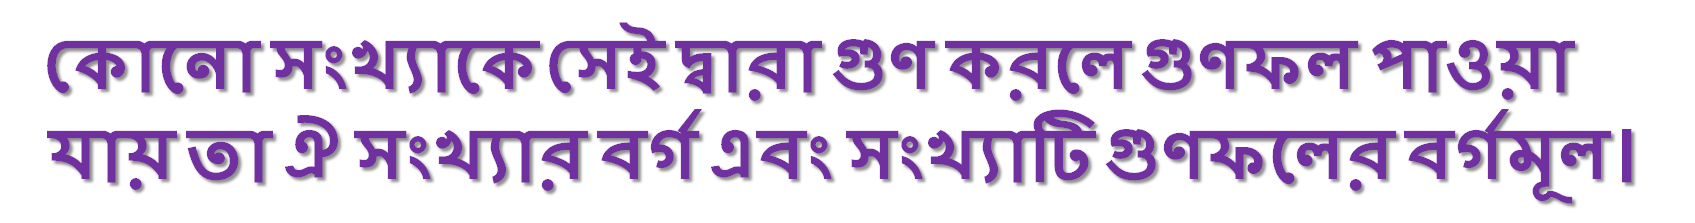 কোনো সংখ্যাকে সেই দ্বারা গুণ করলে গুণফল পাওয়া
যায় তা ঐ সংখ্যার বর্গ এবং সংখ্যাটি গুণফলের বর্গমূল।